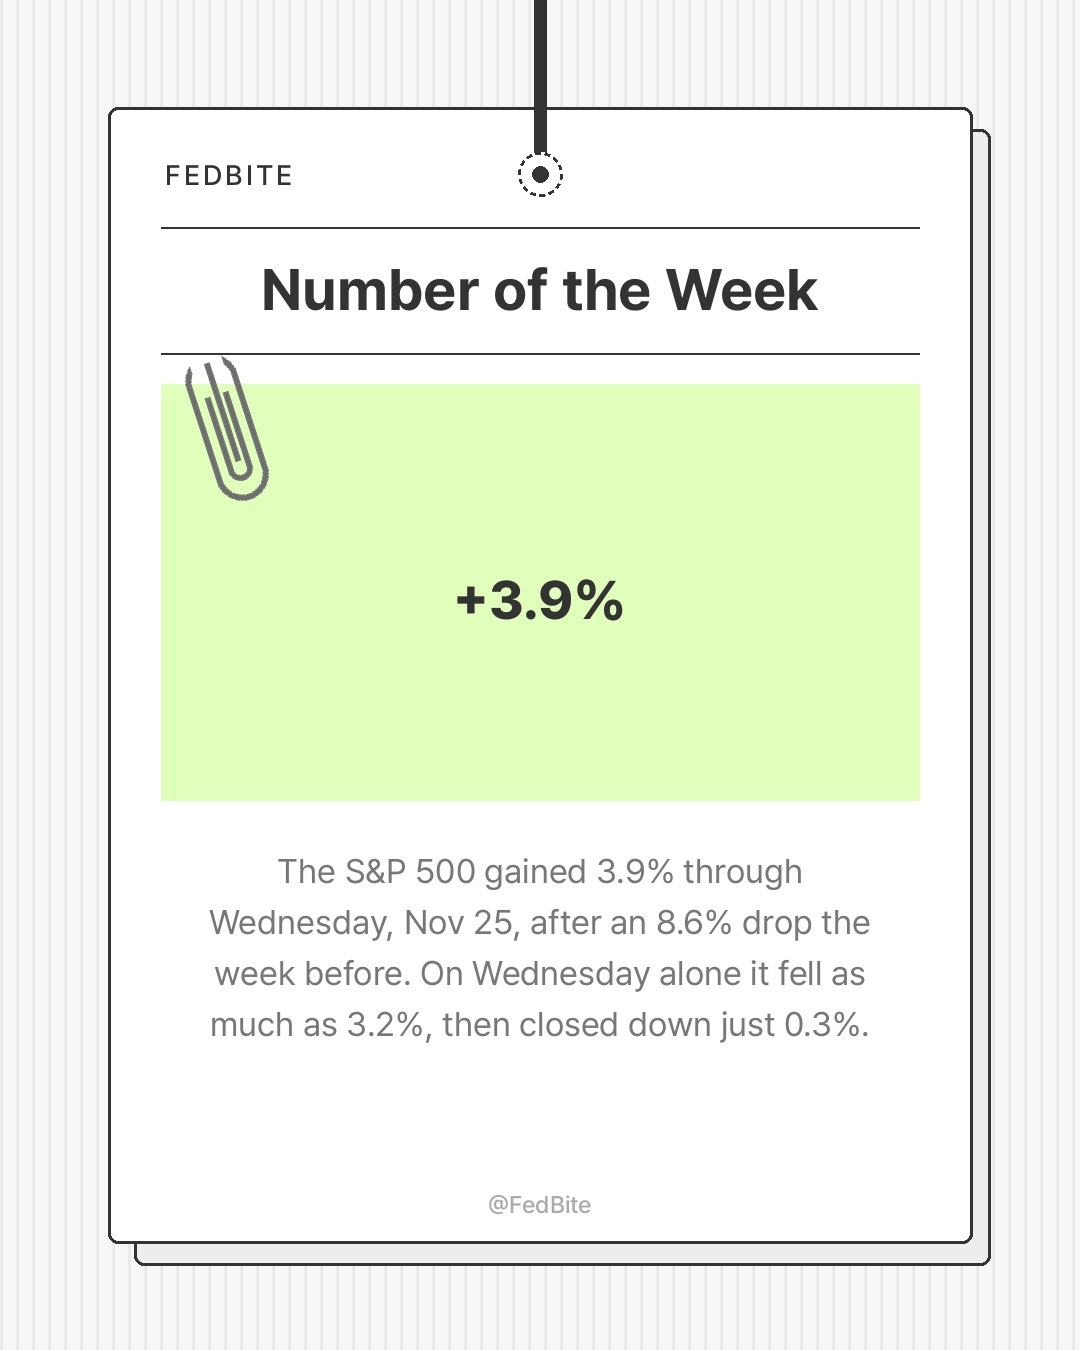 FEDBITE
Number of the Week
+3.9%
The S&P 500 gained 3.9% through
Wednesday, Nov 25, after an 8.6% drop the
week before. On Wednesday alone it fell as
much as 3.2%, then closed down just 0.3%.
@FedBite